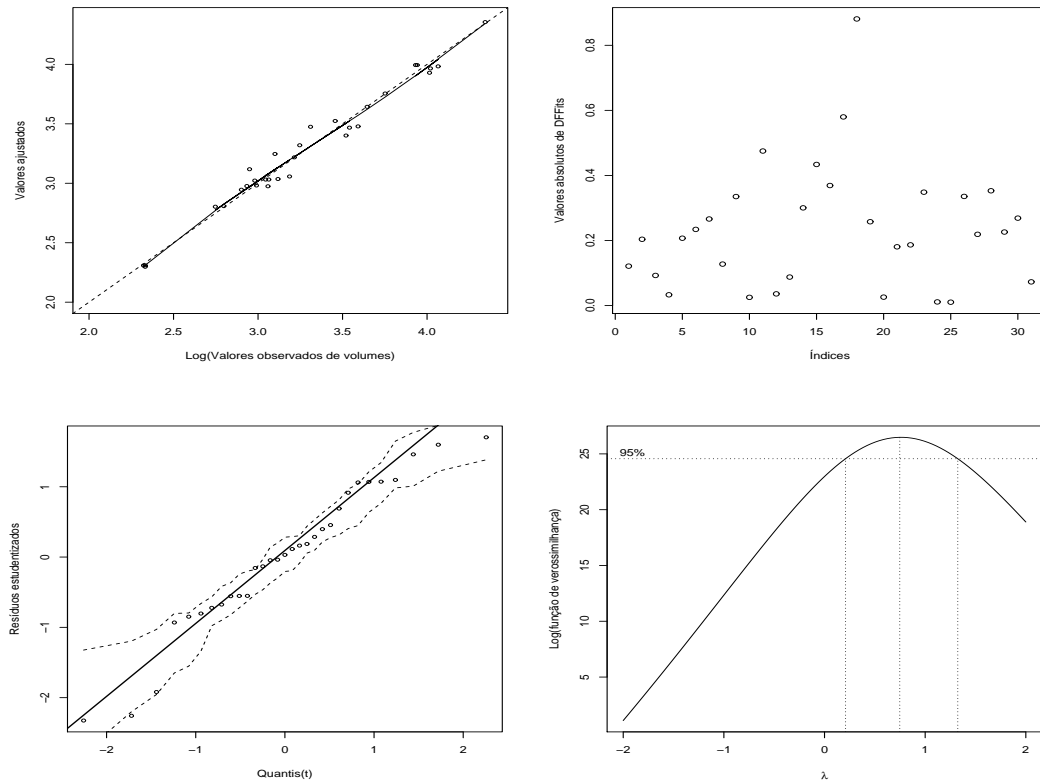 Valores ajustados
4.0
3.5
3.0
2.5
2.0
2.0 2.5 3.0 3.5 4.0
Log(Valores observados de volumes)
Valores absolutos de DFFits
0.8
0.6
0.4
0.2
0.0
0 5 10 15 20 25 30
Índices
Resíduos estudentizados
1
0
−1
−2
−2 −1 0 1 2
Quantis(t)
Log(função de verossimilhança)
95%
25
20
15
10
5
−2 −1 0 1 2
λ